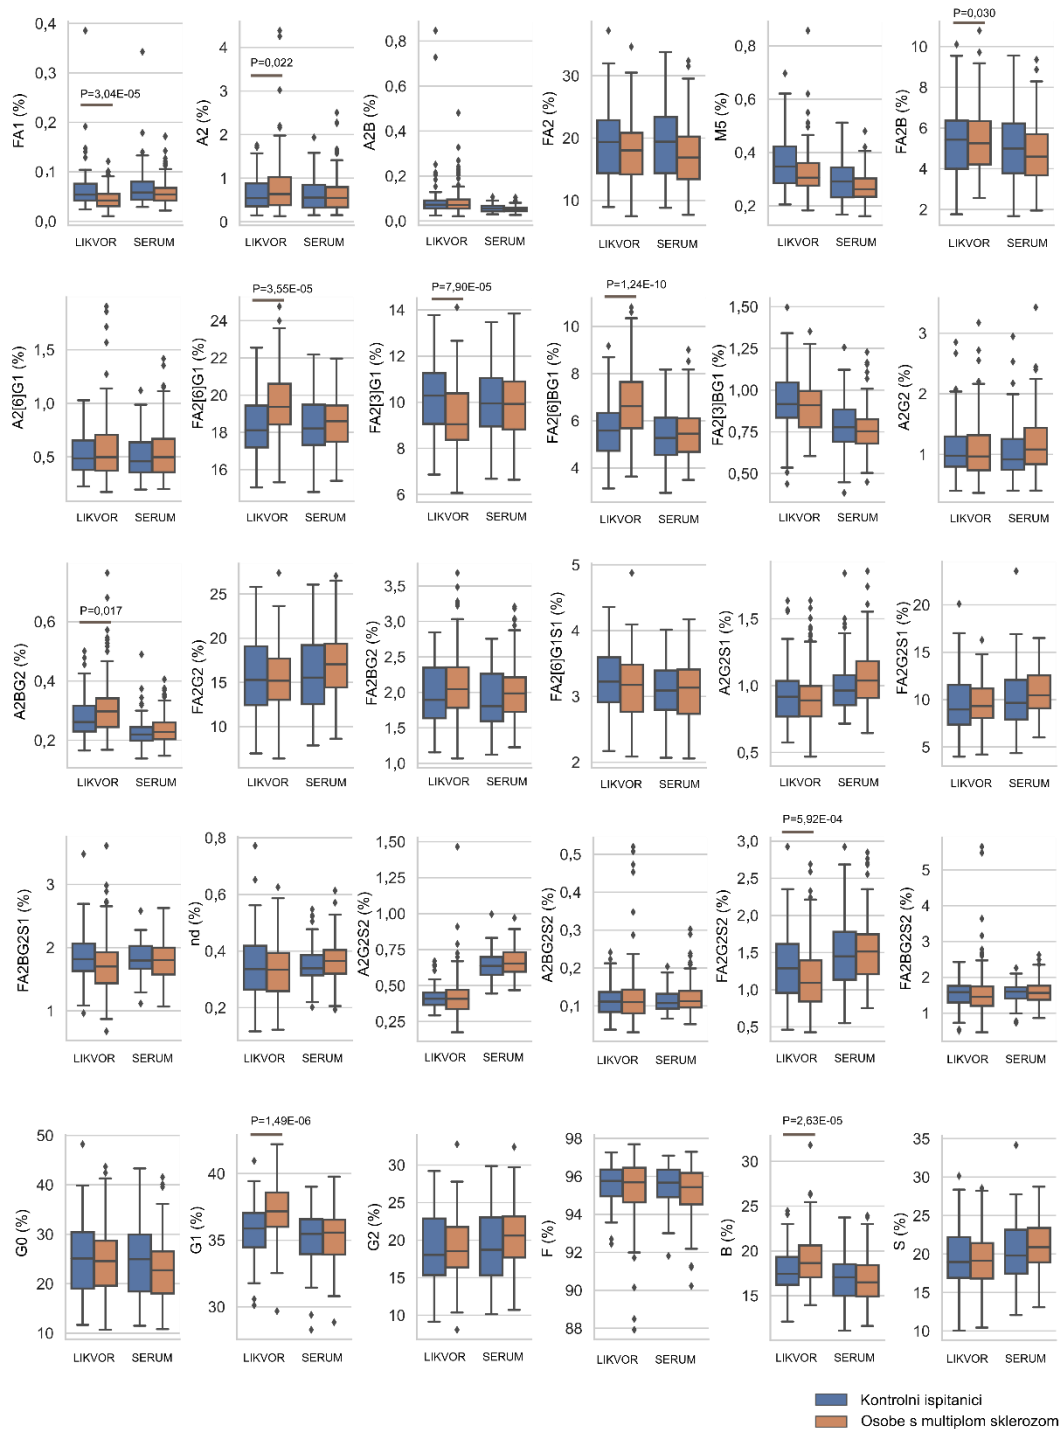 FA1 (%)
0,4
0,3
0,2
0,1
0,0
P=3,04E-05
LIKVOR SERUM
A2 (%)
4
3
2
1
0
P=0,022
LIKVOR SERUM
A2B (%)
0,8
0,6
0,4
0,2
0,0
LIKVOR SERUM
FA2 (%)
30
20
10
LIKVOR SERUM
M5 (%)
0,8
0,6
0,4
0,2
LIKVOR SERUM
FA2B (%)
10
8
6
4
2
P=0,030
LIKVOR SERUM
A2[6]G1 (%)
1,5
1,0
0,5
LIKVOR SERUM
FA2[6]G1 (%)
24
22
20
18
16
P=3,55E-05
LIKVOR SERUM
FA2[3]G1 (%)
14
12
10
8
6
P=7,90E-05
LIKVOR SERUM
FA2[6]BG1 (%)
10
8
6
4
P=1,24E-10
LIKVOR SERUM
FA2[3]BG1 (%)
1,50
1,25
1,00
0,75
0,50
LIKVOR SERUM
A2G2 (%)
3
2
1
LIKVOR SERUM
A2BG2 (%)
0,6
0,4
0,2
P=0,017
LIKVOR SERUM
FA2G2 (%)
25
20
15
10
LIKVOR SERUM
FA2BG2 (%)
3,5
3,0
2,5
2,0
1,5
1,0
LIKVOR SERUM
FA2[6]G1S1 (%)
5
4
3
2
LIKVOR SERUM
A2G2S1 (%)
1,5
1,0
0,5
LIKVOR SERUM
FA2G2S1 (%)
20
15
10
5
LIKVOR SERUM
FA2BG2S1 (%)
3
2
1
LIKVOR SERUM
nd (%)
0,8
0,6
0,4
0,2
LIKVOR SERUM
A2G2S2 (%)
1,50
1,25
1,00
0,75
0,50
0,25
LIKVOR SERUM
A2BG2S2 (%)
0,5
0,4
0,3
0,2
0,1
LIKVOR SERUM
FA2G2S2 (%)
3,0
2,5
2,0
1,5
1,0
0,5
P=5,92E-04
LIKVOR SERUM
FA2BG2S2 (%)
5
4
3
2
1
LIKVOR SERUM
G0 (%)
50
40
30
20
10
LIKVOR SERUM
G1 (%)
40
35
30
P=1,49E-06
LIKVOR SERUM
G2 (%)
30
20
10
LIKVOR SERUM
F (%)
98
96
94
92
90
88
LIKVOR SERUM
B (%)
30
25
20
15
P=2,63E-05
LIKVOR SERUM
S (%)
35
30
25
20
15
10
LIKVOR SERUM
Kontrolni ispitanici
Osobe s multiplom sklerozom